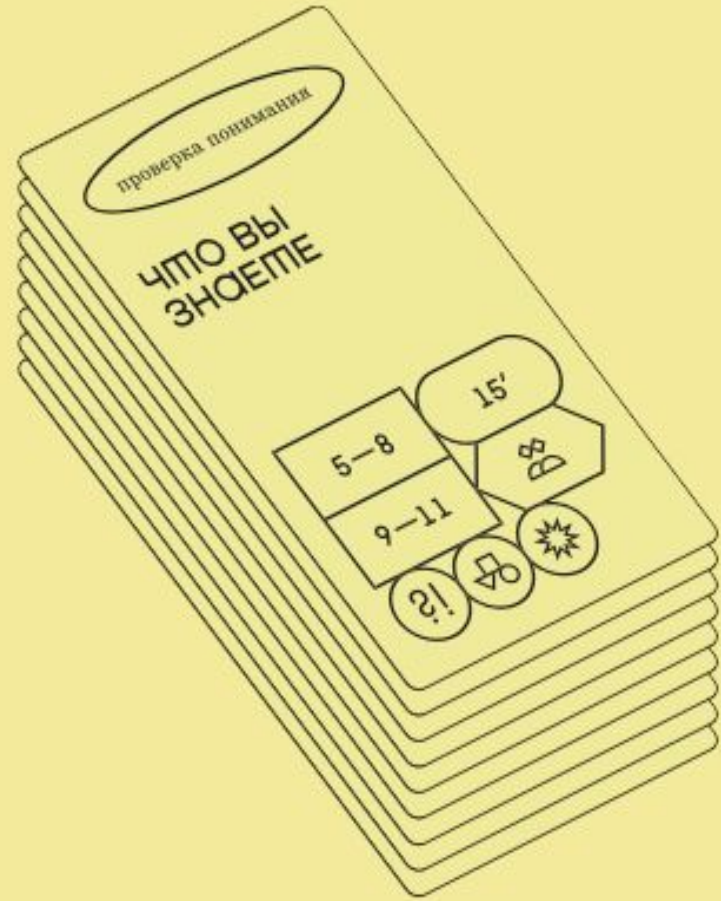 проверка понимания
что вы
знаете
15′
5—8
9—11
?!